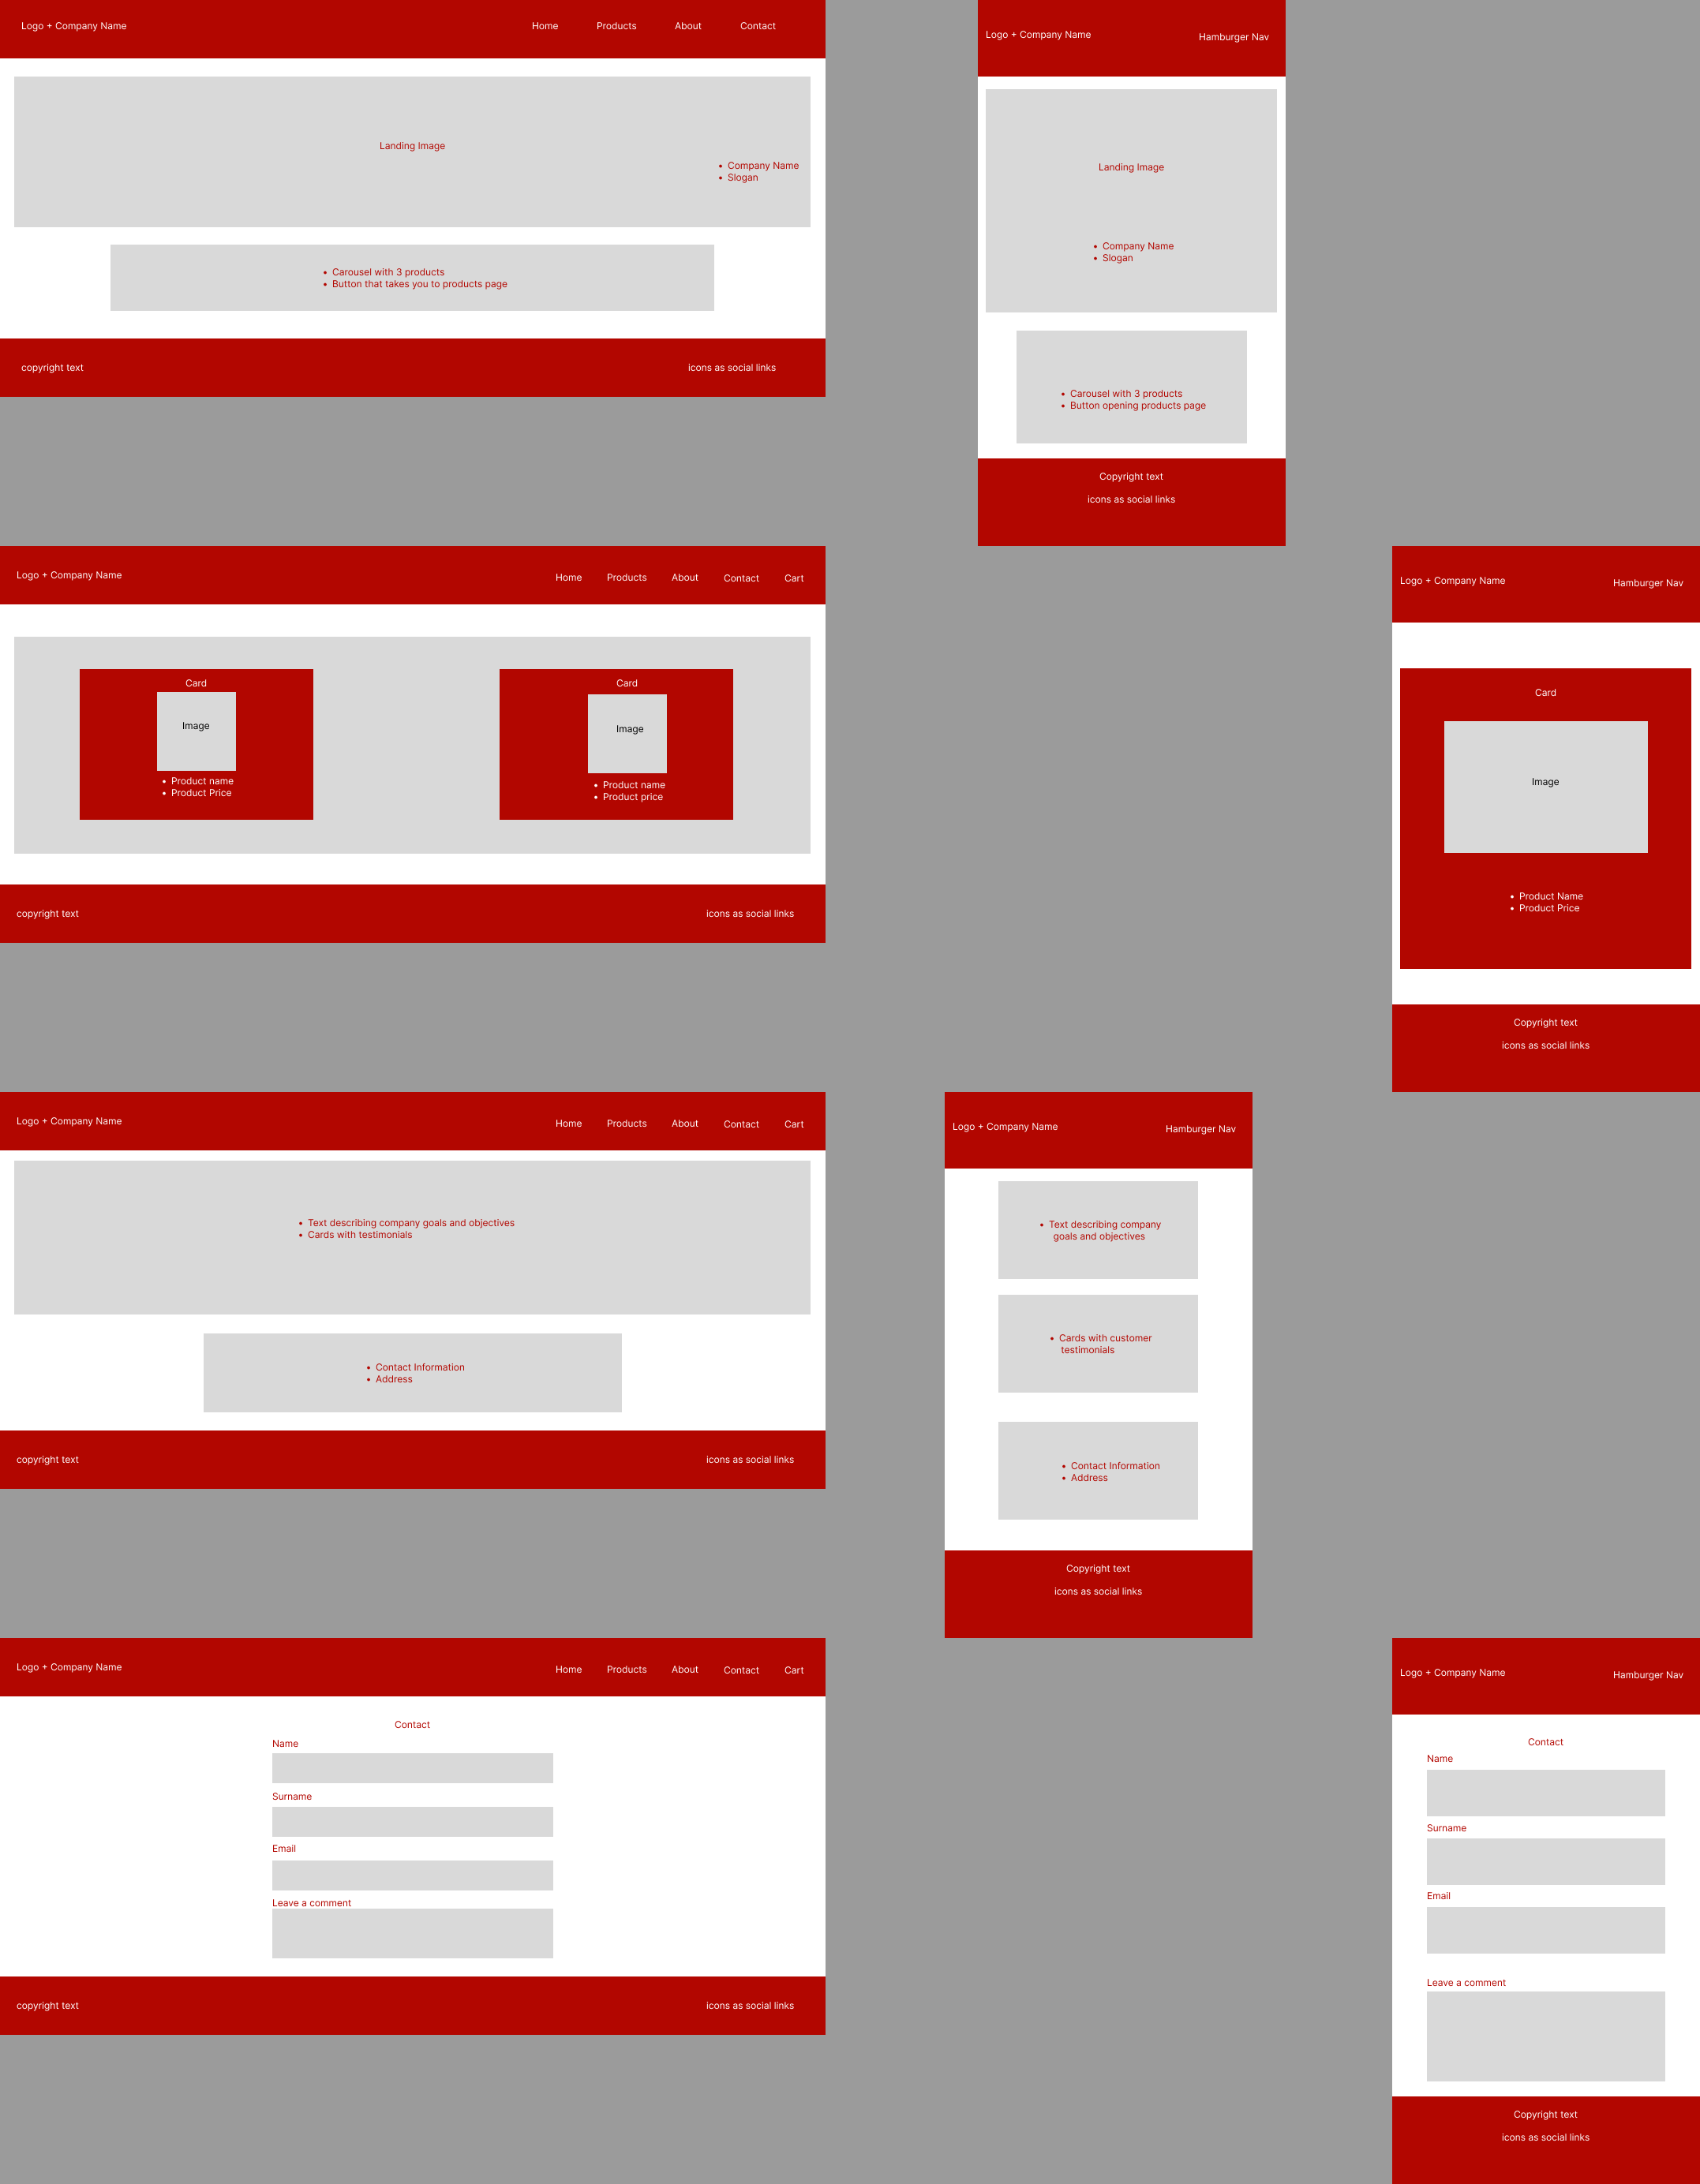 Logo + Company Name
Home
Products
About
Contact
Landing Image
• Company Name
• Slogan
• Carousel with 3 products
• Button that takes you to products page
copyright text
icons as social links
Logo + Company Name
Hamburger Nav
Landing Image
• Company Name
• Slogan
• Carousel with 3 products
• Button opening products page
Copyright text
icons as social links
Logo + Company Name
Home
Products
About
Contact
Cart
Card
Image
• Product name
• Product Price
Card
Image
• Product name
• Product price
copyright text
icons as social links
Logo + Company Name
Hamburger Nav
Card
Image
• Product Name
• Product Price
Copyright text
icons as social links
Logo + Company Name
Home
Products
About
Contact
Cart
• Text describing company goals and objectives
• Cards with testimonials
• Contact Information
• Address
copyright text
icons as social links
Logo + Company Name
Hamburger Nav
• Text describing company
goals and objectives
• Cards with customer
testimonials
• Contact Information
• Address
Copyright text
icons as social links
Logo + Company Name
Home
Products
About
Contact
Cart
Contact
Name
Surname
Email
Leave a comment
copyright text
icons as social links
Logo + Company Name
Hamburger Nav
Contact
Name
Surname
Email
Leave a comment
Copyright text
icons as social links